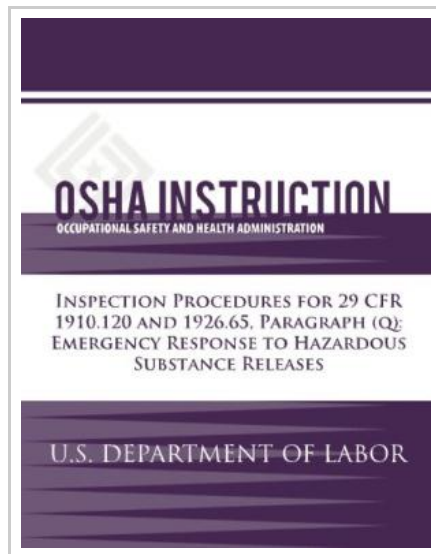 OSHA INSTRUCTION
OCCUPATIONAL SAFETY AND HEALTH ADMINISTRATION
INSPECTION PROCEDURES FOR 29 CFR
1910.120 AND 1926.65, PARAGRAPH (Q):
EMERGENCY RESPONSE TO HAZARDOUS
SUBSTANCE RELEASES
U.S. DEPARTMENT OF LABOR